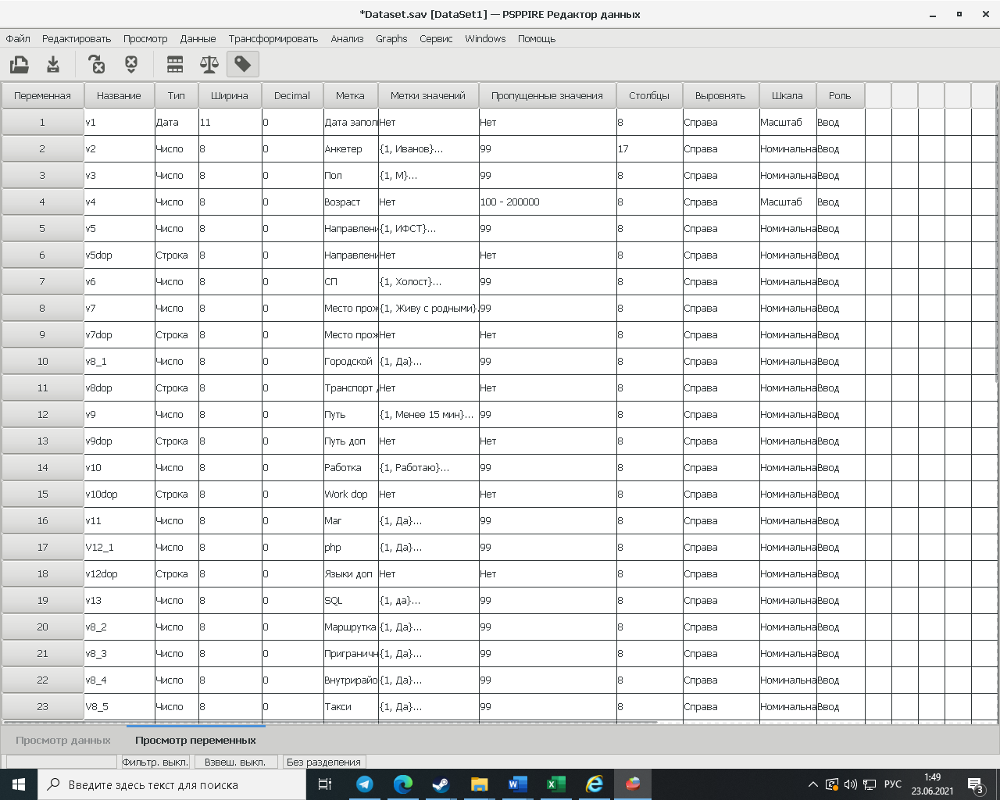 *Dataset.sav [DataSet1] — PSPPIRE Редактор данных
Файл Редактировать Просмотр Данные Трансформировать Анализ Graphs Сервис Windows Помощь
Переменная Название Тип Ширина Decimal Метка Метки значений Пропущенные значения Столбцы Выровнять Шкала Роль
1 v1 Дата 11 0 Дата запол Нет Нет 8 Справа Масштаб Ввод
2 v2 Число 8 0 Анкетер {1, Иванов}... 99 17 Справа Номинальна Ввод
3 v3 Число 8 0 Пол {1, М}... 99 8 Справа Номинальна Ввод
4 v4 Число 8 0 Возраст Нет 100 - 200000 8 Справа Масштаб Ввод
5 v5 Число 8 0 Направлени {1, ИФСТ}... 99 8 Справа Номинальна Ввод
6 v5dop Строка 8 0 Направлени Нет Нет 8 Справа Номинальна Ввод
7 v6 Число 8 0 СП {1, Холост}... 99 8 Справа Номинальна Ввод
8 v7 Число 8 0 Место прож {1, Живу с родными}. 99 8 Справа Номинальна Ввод
9 v7dop Строка 8 0 Место прож Нет Нет 8 Справа Номинальна Ввод
10 v8_1 Число 8 0 Городской {1, Да}... 99 8 Справа Номинальна Ввод
11 v8dop Строка 8 0 Транспорт Нет Нет 8 Справа Номинальна Ввод
12 v9 Число 8 0 Путь {1, Менее 15 мин}... 99 8 Справа Номинальна Ввод
13 v9dop Строка 8 0 Путь доп Нет Нет 8 Справа Номинальна Ввод
14 v10 Число 8 0 Работка {1, Работаю}... 99 8 Справа Номинальна Ввод
15 v10dop Строка 8 0 Work dop Нет Нет 8 Справа Номинальна Ввод
16 v11 Число 8 0 Маг {1, Да}... 99 8 Справа Номинальна Ввод
17 V12_1 Число 8 0 php {1, Да}... 99 8 Справа Номинальна Ввод
18 v12dop Строка 8 0 Языки доп Нет Нет 8 Справа Номинальна Ввод
19 v13 Число 8 0 SQL {1, да}... 99 8 Справа Номинальна Ввод
20 v8_2 Число 8 0 Маршрутка {1, Да}... 99 8 Справа Номинальна Ввод
21 v8_3 Число 8 0 Приграничн {1, Да}... 99 8 Справа Номинальна Ввод
22 v8_4 Число 8 0 Внутрирайо {1, Да}... 99 8 Справа Номинальна Ввод
23 V8_5 Число 8 0 Такси {1, Да}... 99 8 Справа Номинальна Ввод
Просмотр данных Просмотр переменных
Фильтр. выкл. Взвеш. выкл. Без разделения
Введите здесь текст для поиска
РУС
1:49
23.06.2021
3